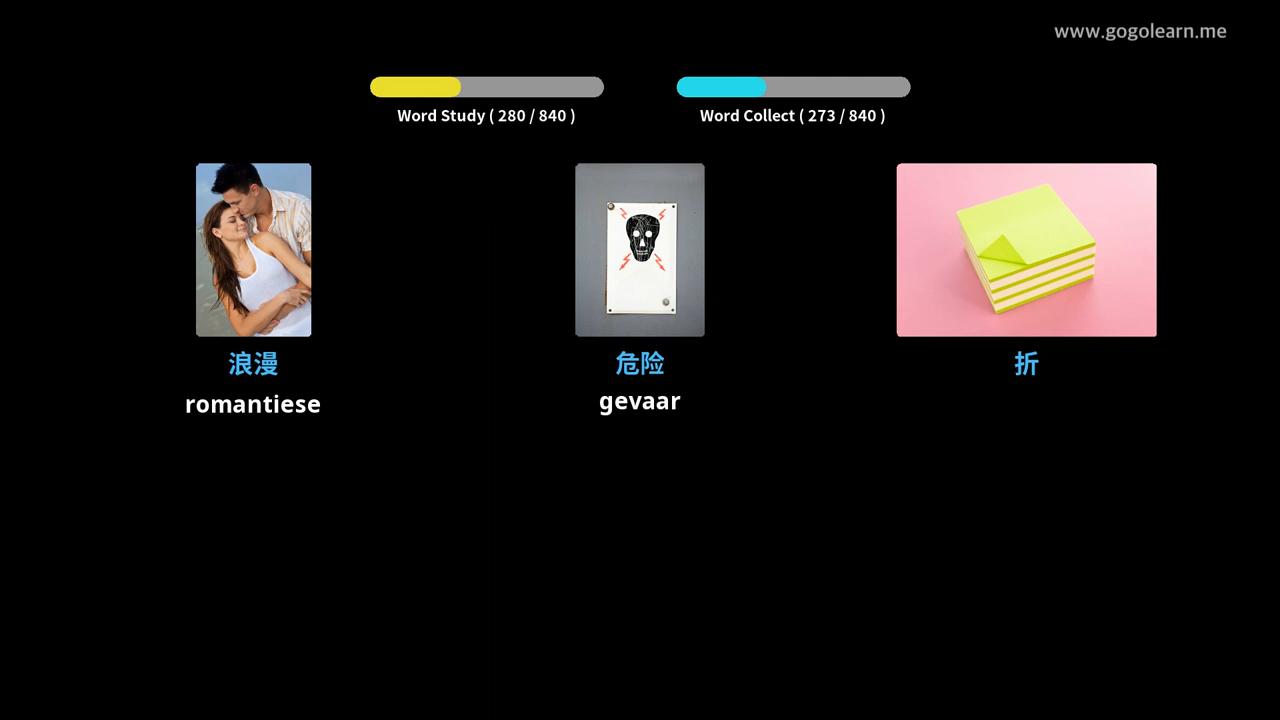 www.gogolearn.me
Word Study ( 280 / 840 )
Word Collect ( 273 / 840 )
浪漫
危险
折
romantiese
gevaar